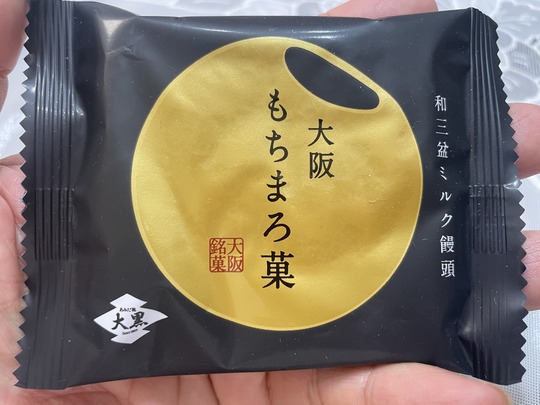 和三盆ミルク饅頭
大阪
もちまろ菓
大阪
銘菓
大黒